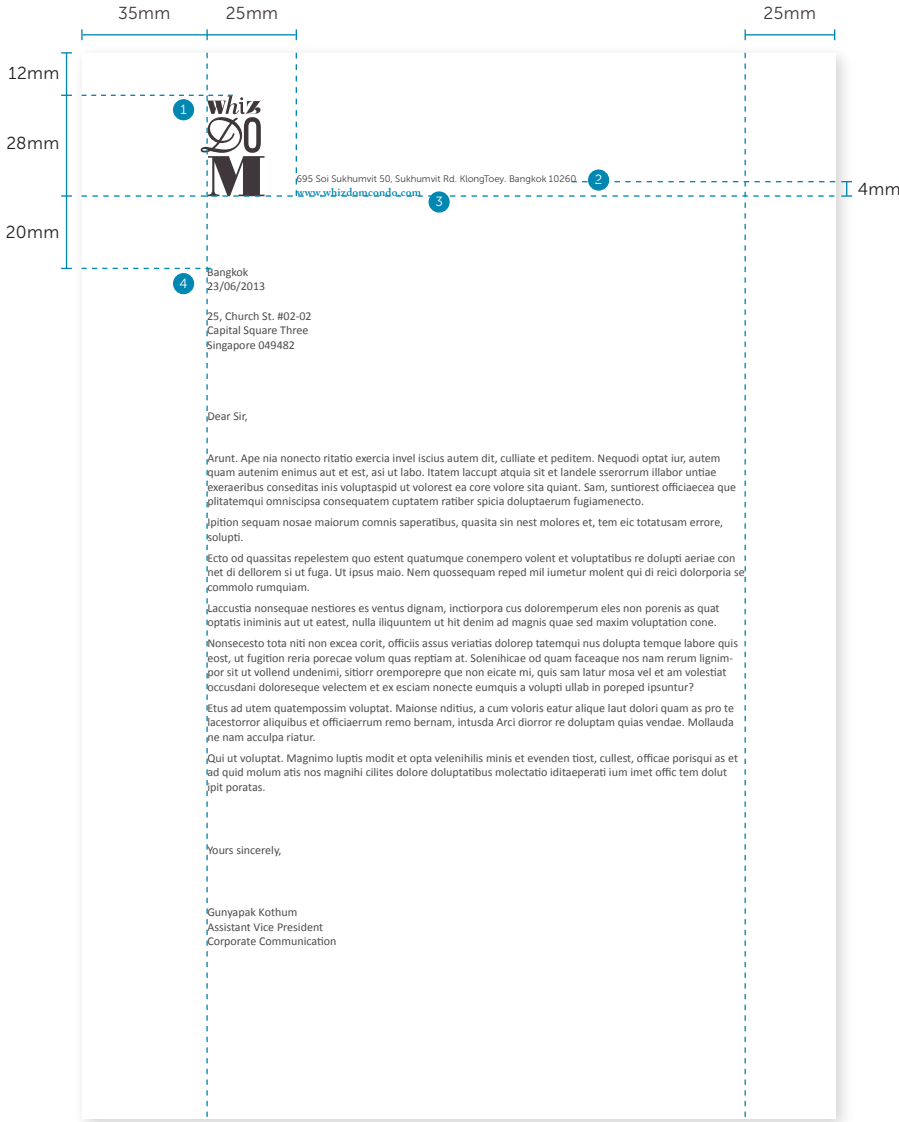 35mm 25mm 25mm
12mm
1
whiz
DO
M
28mm
695 Soi Sukhumvit 50, Sukhumvit Rd. KlongToey. Bangkok 10260
2
4mm
www.whizdomcondo.com
3
20mm
4
Bangkok
23/06/2013
25, Church St. #02-02
Capital Square Three
Singapore 049482
Dear Sir,
Arunt. Ape nia nonecto ritatio exercia invel iscius autem dit, culliate et peditem. Nequodi optat iur, autem
quam autenim enimus aut et est, asi ut labo. Itatem laccupt atquia sit et landele sserorrum illabor untiae
exeraeribus conseditas inis voluptaspid ut volorest ea core volore sita quiant. Sam, suntiorest officiaecea que
plitatemqui omniscipsa consequatem cuptatem ratiber spicia doluptaerum fugiamenecto.
Ipition sequam nosae maiorum comnis saperatibus, quasita sin nest molores et, tem eic totatusam errore,
solupti.
Ecto od quassitas repelestem quo estent quatumque conempero volent et voluptatibus re dolupti aeriae con
net di dellorem si ut fuga. Ut ipsus maio. Nem quossequam reped mil iumetur molent qui di reici dolorporia se
commolo rumquiam.
Laccustia nonsequae nestiores es ventus dignam, inctiorpora cus doloremperum eles non porenis as quat
optatis iniminis aut ut eatest, nulla iliquuntem ut hit denim ad magnis quae sed maxim voluptation cone.
Nonsecesto tota niti non excea corit, officiis assus veriatias dolorep tatemqui nus dolupta temque labore quis
eost, ut fugition reria porecae volum quas reptiam at. Solenihicae od quam faceaque nos nam rerum lignim-
por sit ut vollend undenimi, sitiorr oremporepre que non eicate mi, quis sam latur mosa vel et am volestiat
occusdani doloreseque velectem et ex esciam nonecte eumquis a volupti ullab in poreped ipsuntur?
Etus ad utem quatempossim voluptat. Maionse nditius, a cum voloris eatur alique laut dolori quam as pro te
lacestorror aliquibus et officiaerrum remo bernam, intusda Arci diorror re doluptam quias vendae. Mollauda
ne nam acculpa riatur.
Qui ut voluptat. Magnimo luptis modit et opta velenihilis minis et evenden tiost, cullest, officae porisqui as et
ad quid molum atis nos magnihi cilites dolore doluptatibus molectatio iditaeperati ium imet offic tem dolut
ipit poratas.
Yours sincerely,
Gunyapak Kothum
Assistant Vice President
Corporate Communication